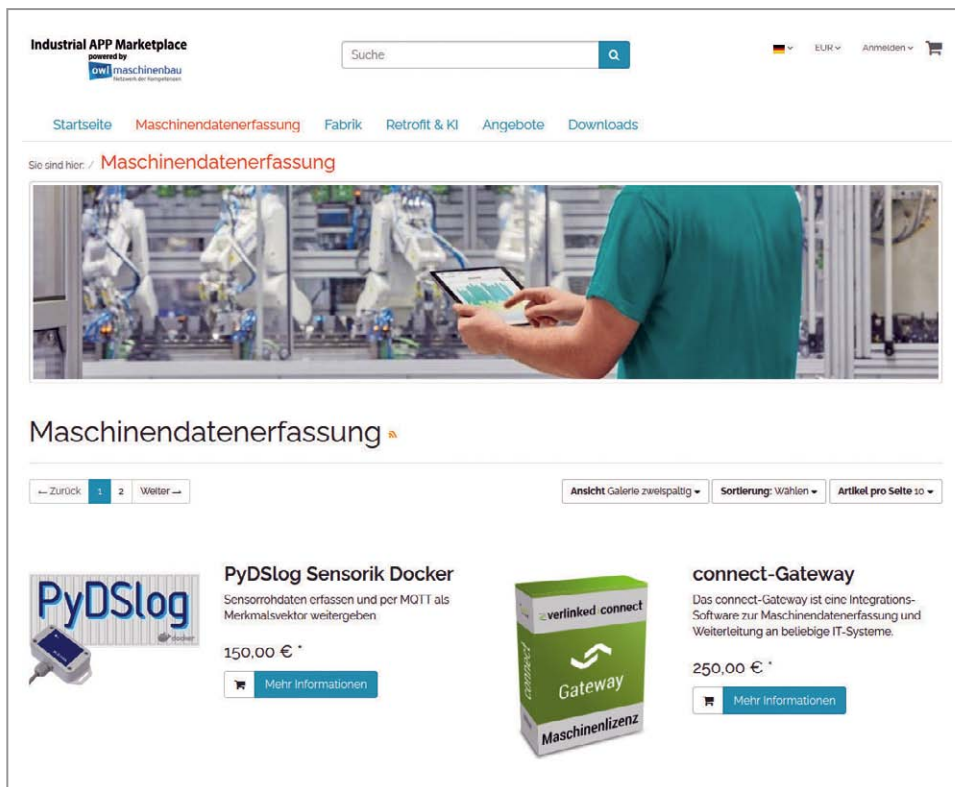 Industrial APP Marketplace
powered by
owl maschinenbau
Netzwerk der Kompetenzen
Suche
EUR
Anmelden
Startseite Maschinendatenerfassung Fabrik Retrofit & KI Angebote Downloads
Sie sind hier: / Maschinendatenerfassung
Maschinendatenerfassung
← Zurück 1 2 Weiter →
Ansicht Galerie zweispaltig Sortierung: Wählen Artikel pro Seite 10
PyDSlog
docker
PyDSlog Sensorik Docker
Sensorrohdaten erfassen und per MQTT als
Merkmalsvektor weitergeben
150,00 € *
Mehr Informationen
verlinked connect
connect
Gateway
Maschinenlizenz
connect-Gateway
Das connect-Gateway ist eine Integrations-
Software zur Maschinendatenerfassung und
Weiterleitung an beliebige IT-Systeme.
250,00 € *
Mehr Informationen